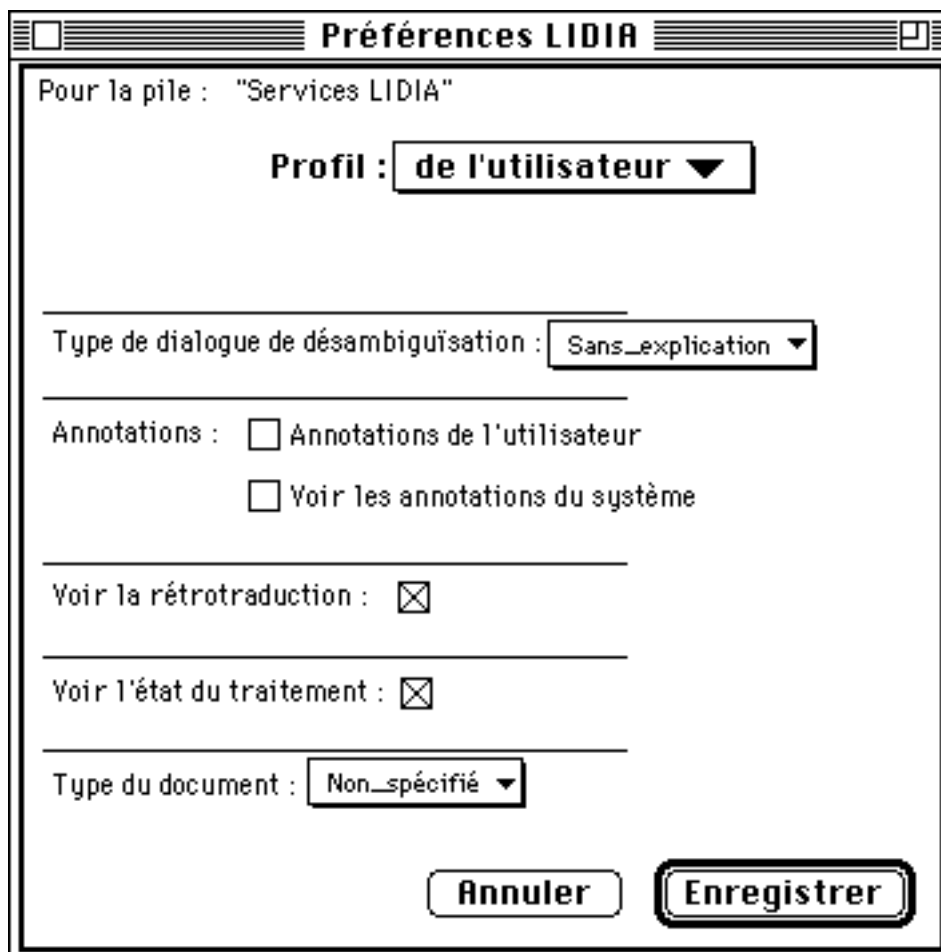 Préférences LIDIA
Pour la pile : "Services LIDIA"
Profil : de l'utilisateur
Type de dialogue de désambiguïsation : Sans_explication
Annotations : Annotations de l'utilisateur
Voir les annotations du système
Voir la rétrotraduction :
Voir l'état du traitement :
Type du document : Non_spécifié
Annuler Enregistrer